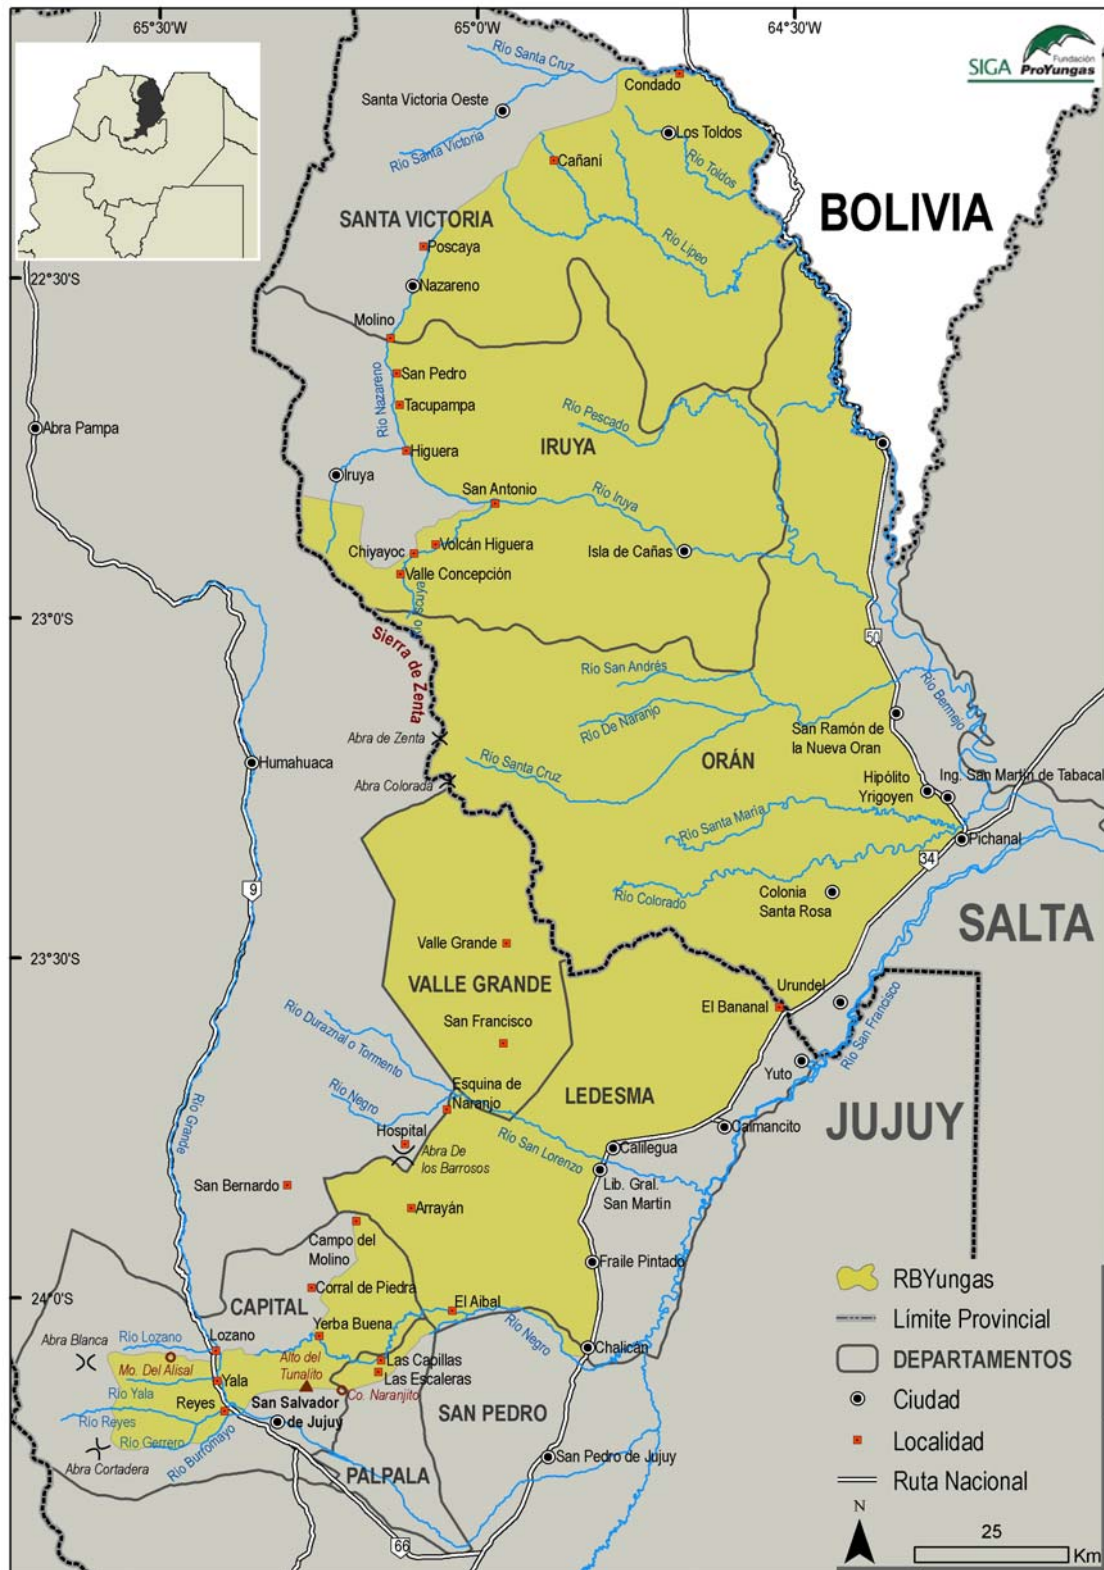 65°30'W
65°0'W
64°30'W
SIGA
Fundación
ProYungas
Río Santa Cruz
Condado
Santa Victoria Oeste
Los Toldos
Río Santa Victoria
Cañani
Río Toldos
BOLIVIA
SANTA VICTORIA
Río Lipeo
Poscaya
22°30'S
Nazareno
Molino
San Pedro
Río Nazareno
Tacupampa
Río Pescado
Abra Pampa
IRUYA
Higuera
Iruya
San Antonio
Río Iruya
Volcán Higuera
Chiyayoc
Isla de Cañas
Valle Concepción
23°0'S
Sierra de Zenta
50
Río San Andrés
Río Bermejo
Río De Naranjo
San Ramón de
la Nueva Oran
Abra de Zenta
ORÁN
Humahuaca
Río Santa Cruz
Abra Colorada
Hipólito
Yrigoyen
Ing. San Martín de Tabacal
Río Santa María
Pichanal
34
9
Río Colorado
Colonia
Santa Rosa
SALTA
Valle Grande
23°30'S
VALLE GRANDE
Urundel
El Bananal
Río San Francisco
San Francisco
Río Duraznal o Tormento
Yuto
Esquina de
Naranjo
LEDESMA
Río Negro
JUJUY
Río Grande
Hospital
Caimancito
Río San Lorenzo
Calilegua
Abra De
los Barrosos
San Bernardo
Lib. Gral.
San Martin
Arrayán
Campo del
Molino
Fraile Pintado
RBYungas
Corral de Piedra
24°0'S
CAPITAL
El Aibal
Límite Provincial
Yerba Buena
Lozano
Río Lozano
Abra Blanca
Río Negro
Chalicán
DEPARTAMENTOS
Mo. Del Alisal
Alto del
Tunalito
Las Capillas
Las Escaleras
Yala
Río Yala
Co. Naranjito
Ciudad
Reyes
San Salvador
de Jujuy
SAN PEDRO
Río Reyes
Río Gerrero
Río Burromayo
Localidad
Abra Cortadera
San Pedro de Jujuy
PALPALA
Ruta Nacional
N
25
Km
66